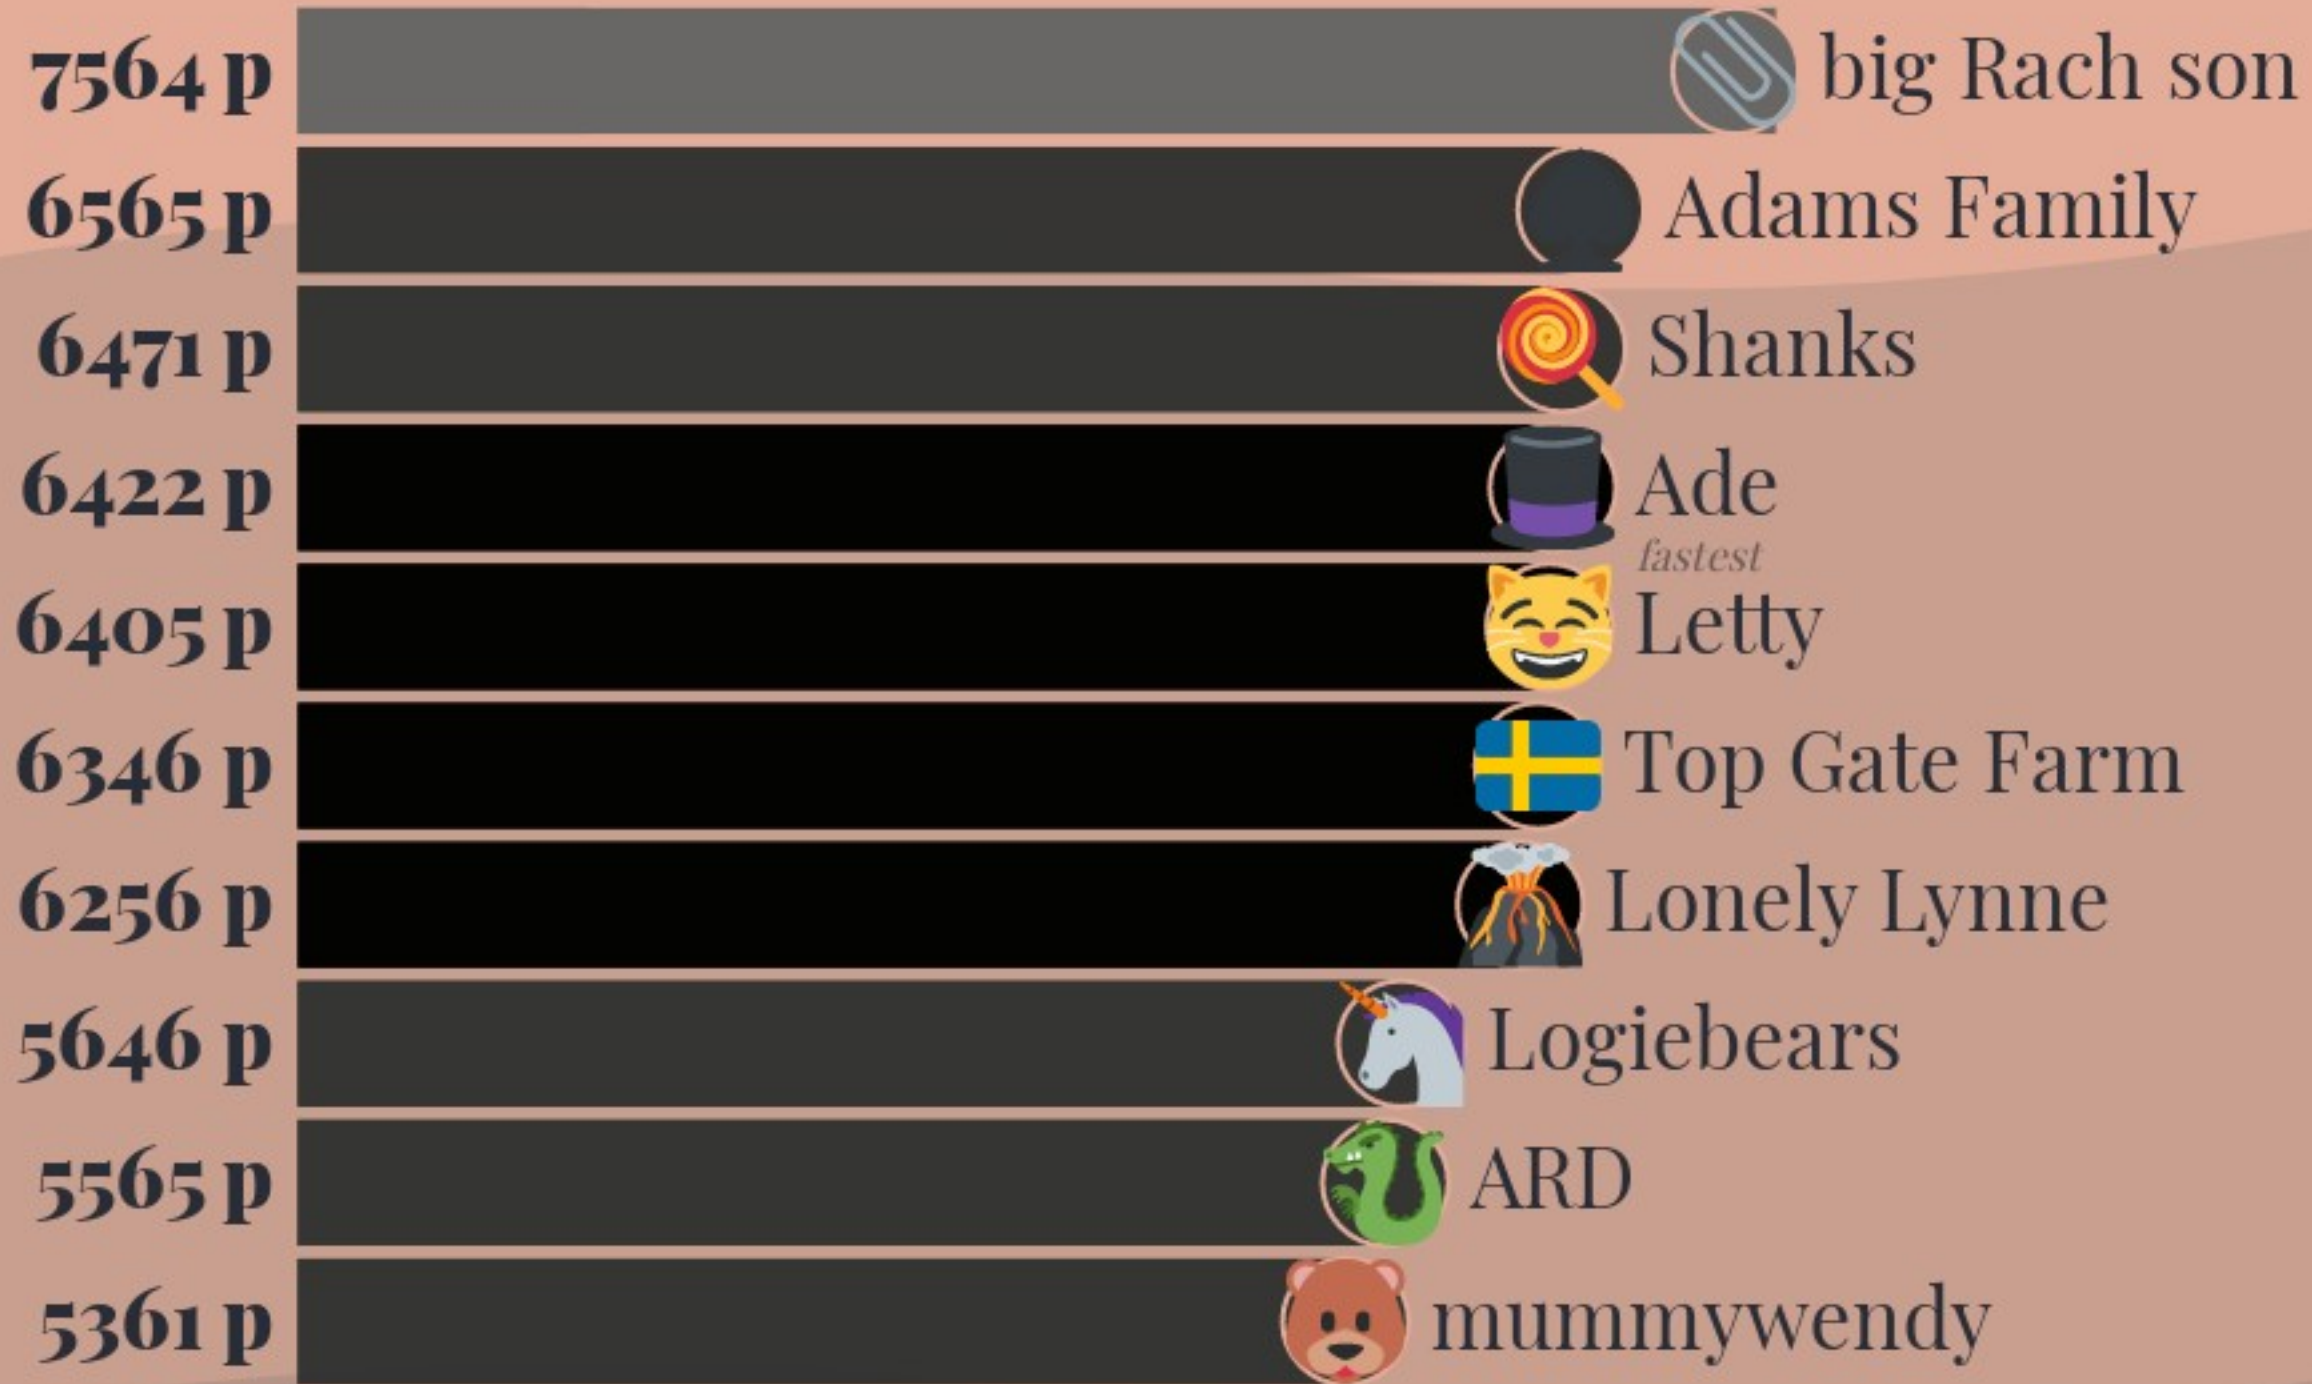 7564 p big Rach son
6565 p Adams Family
6471 p Shanks
6422 p Ade
fastest
6405 p Letty
6346 p Top Gate Farm
6256 p Lonely Lynne
5646 p Logiebears
5565 p ARD
5361 p mummywendy